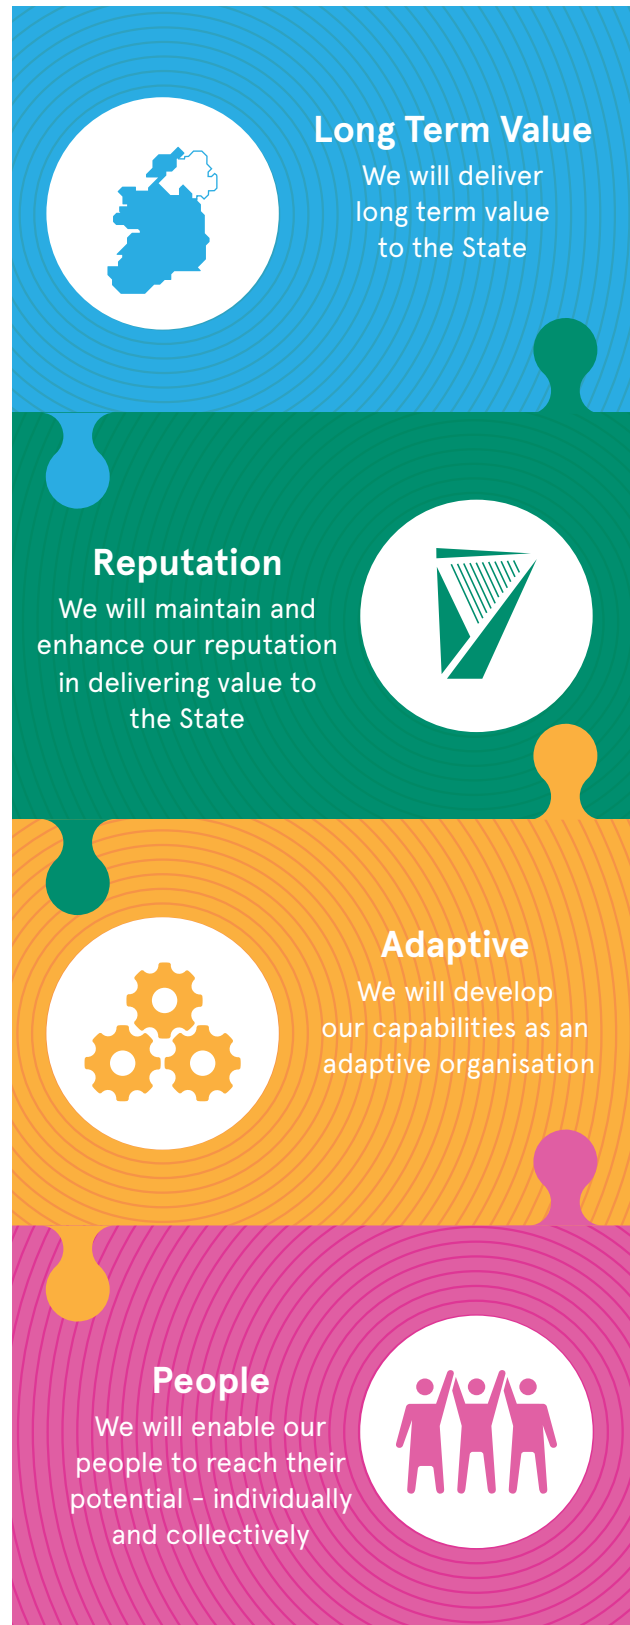 Long Term Value
We will deliver
long term value
to the State
Reputation
We will maintain and
enhance our reputation
in delivering value to
the State
Adaptive
We will develop
our capabilities as an
adaptive organisation
People
We will enable our
people to reach their
potential - individually
and collectively